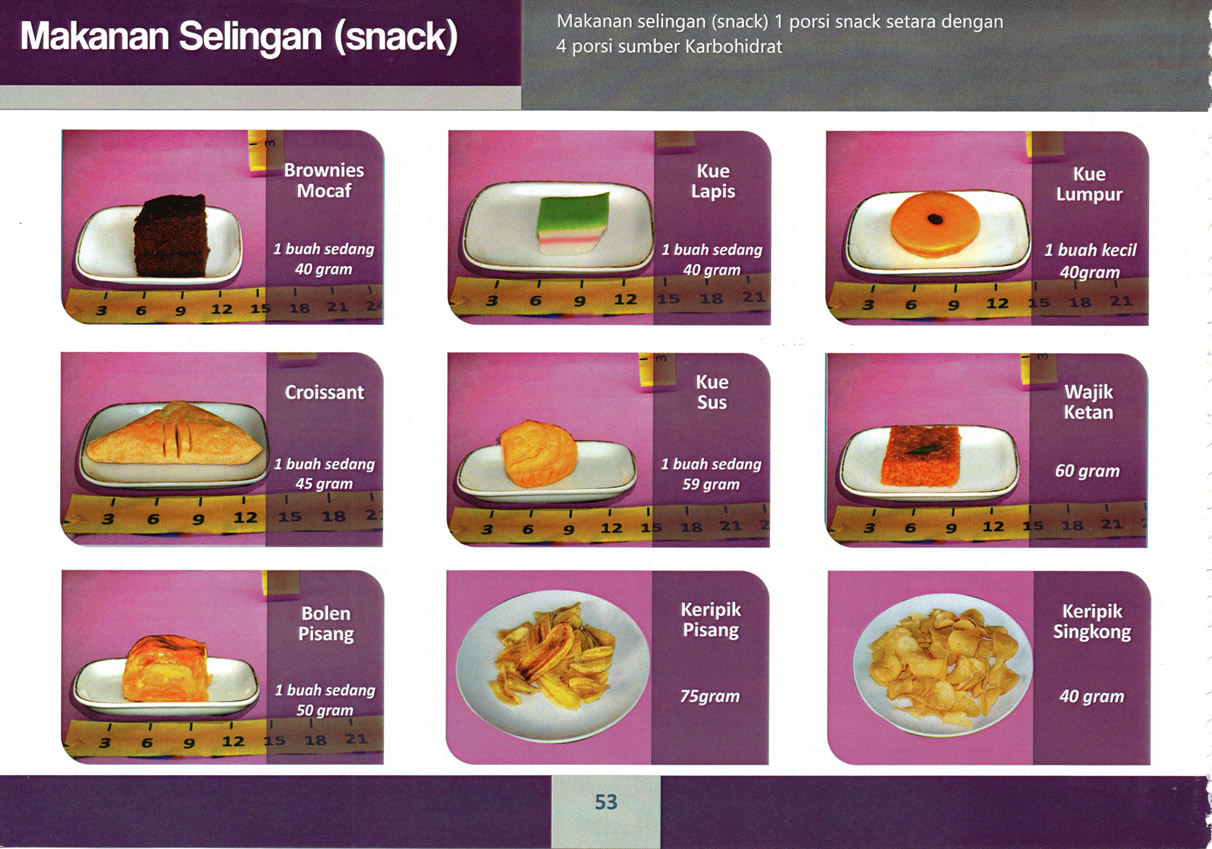 Makanan Selingan (snack)
Makanan selingan (snack) 1 porsi snack setara dengan
4 porsi sumber Karbohidrat
Brownies
Mocaf
1 buah sedang
40 gram
3
3 6 9 12 15 18 21 24
Kue
Lapis
1 buah sedang
40 gram
3 6 9 12 15 18 21
Kue
Lumpur
1 buah kecil
40gram
3 6 9 12 15 18 21
Croissant
1 buah sedang
45 gram
3 6 9 12 15 18
Kue
Sus
1 buah sedang
59 gram
3
3 6 9 12 15 18 21
Wajik
Ketan
60 gram
3
3 6 9 12 15 18 21
Bolen
Pisang
1 buah sedang
50 gram
3 6 9 12 15 18 21
Keripik
Pisang
75gram
Keripik
Singkong
40 gram
53